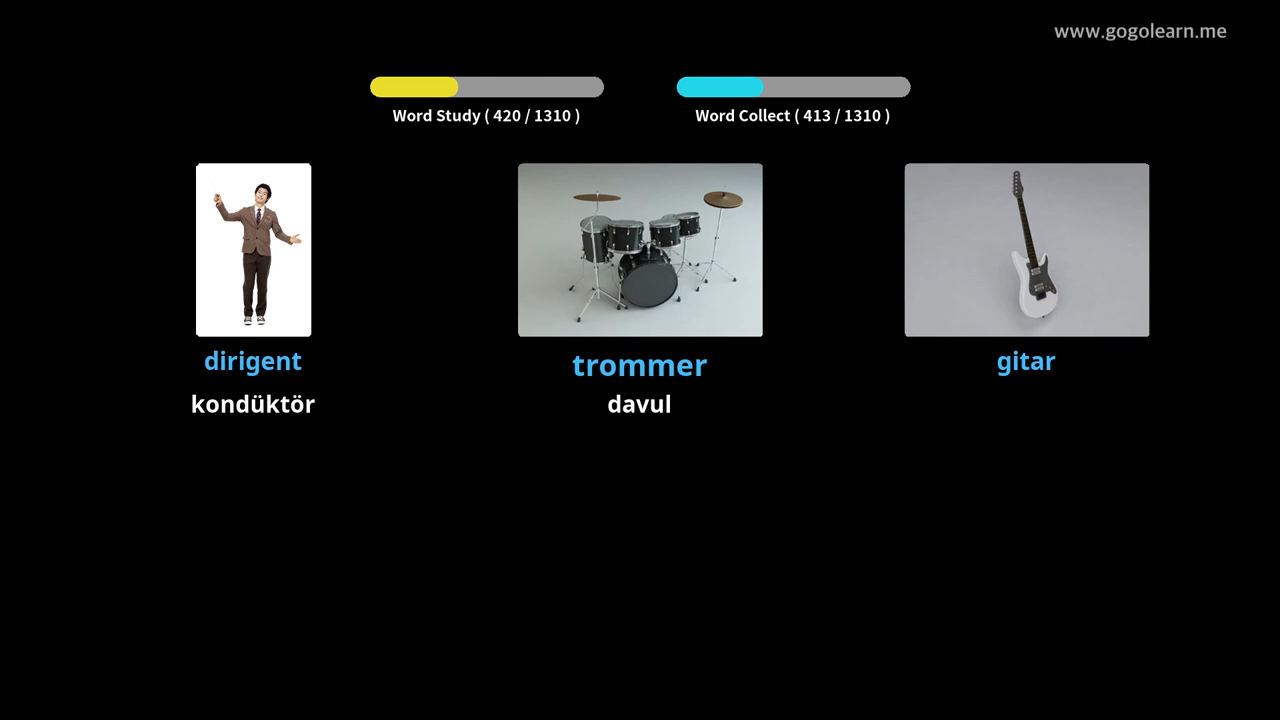 www.gogolearn.me
Word Study ( 420 / 1310 )
Word Collect ( 413 / 1310 )
dirigent
trommer
gitar
kondüktör
davul